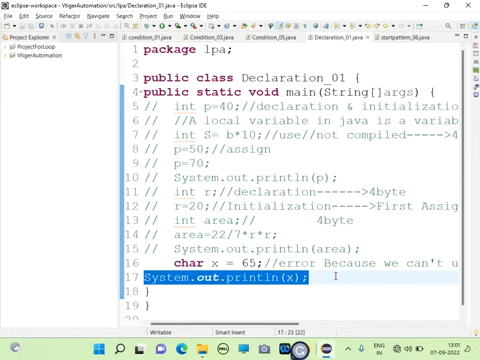 eclipse-workspace - VtigerAutomation/src/lpa/Declaration_01.java - Eclipse IDE
File Edit Source Refactor Navigate Search Project Run Window Help
Project Explorer
condition_01.java
Condition_03.java
Condition_05.java
Declaration_01.java
startpattern_06.java
ProjectForLoop
VtigerAutomation
1 package lpa;
2
3 public class Declaration_01 {
4 public static void main(String[]args) {
5 // int p=40;//declaration & initializatio
6 // //A local variable in java is a variab
7 // int S= b*10;//use//not compiled----->4
8 // p=50;//assign
9 // p=70;
10 // System.out.println(p);
11 // int r;//declaration------>4byte
12 // r=20;//Initialization----->First Assig
13 // int area;// 4byte
14 // area=22/7*r*r;
15 // System.out.println(area);
16 char x = 65;//error Because we can't u
17 System.out.println(x);
18 }
19 }
20
Writable
Smart Insert
17 : 23 [22]
ENG
IN
13:01
07-09-2022